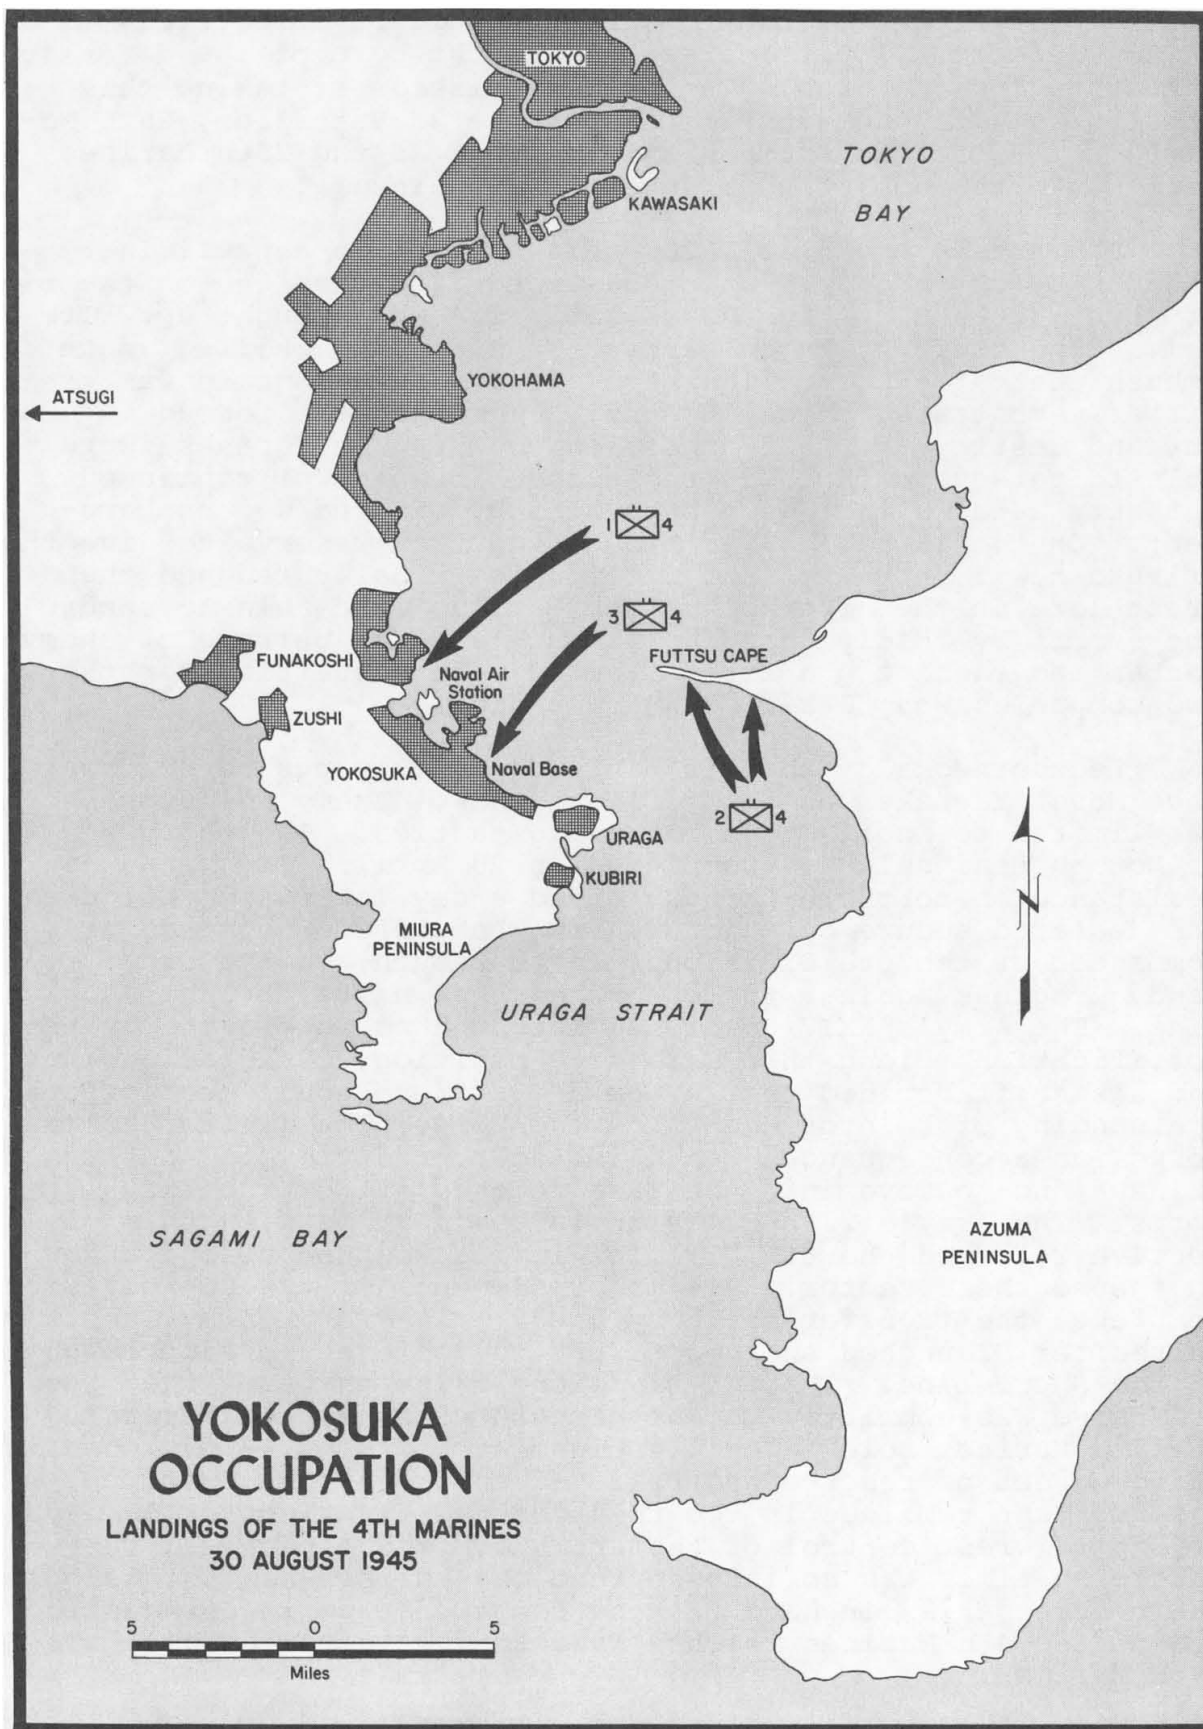 TOKYO
TOKYO
BAY
KAWASAKI
YOKOHAMA
ATSUGI
1 4
3 4
FUTTSU CAPE
FUNAKOSHI
Naval Air
Station
ZUSHI
YOKOSUKA
Naval Base
2 4
URAGA
KUBIRI
N
MIURA
PENINSULA
URAGA STRAIT
SAGAMI BAY
AZUMA
PENINSULA
YOKOSUKA
OCCUPATION
LANDINGS OF THE 4TH MARINES
30 AUGUST 1945
5 0 5
Miles